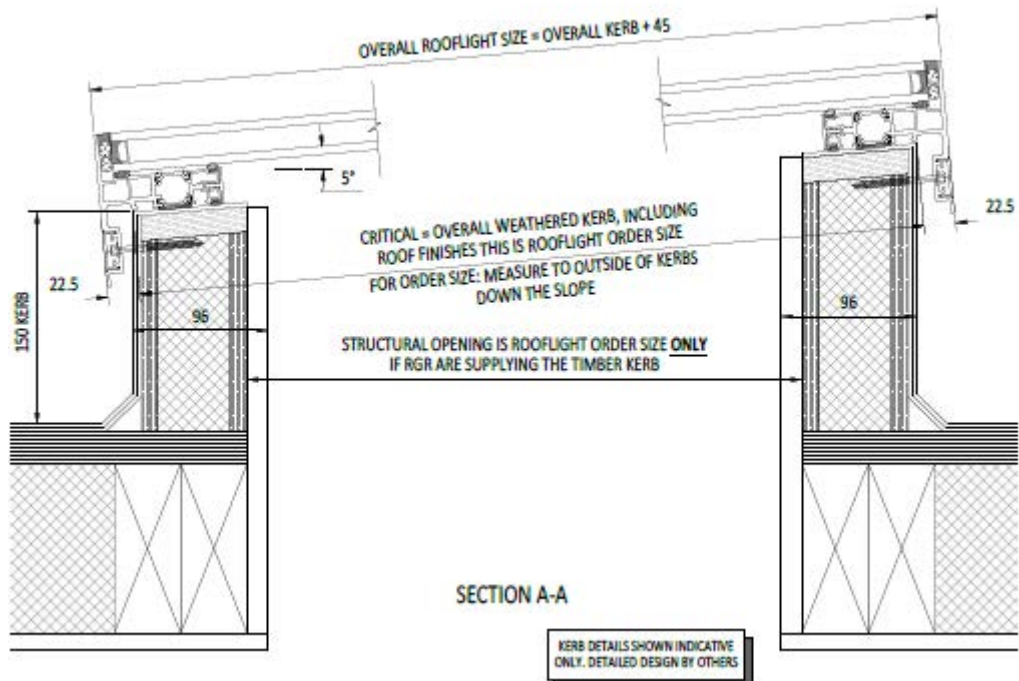 OVERALL ROOFLIGHT SIZE = OVERALL KERB + 45
5°
22.5
CRITICAL = OVERALL WEATHERED KERB, INCLUDING
ROOF FINISHES THIS IS ROOFLIGHT ORDER SIZE
FOR ORDER SIZE: MEASURE TO OUTSIDE OF KERBS
DOWN THE SLOPE
22.5
150 KERB
96
96
STRUCTURAL OPENING IS ROOFLIGHT ORDER SIZE ONLY
IF RGR ARE SUPPLYING THE TIMBER KERB
SECTION A-A
KERB DETAILS SHOWN INDICATIVE
ONLY. DETAILED DESIGN BY OTHERS